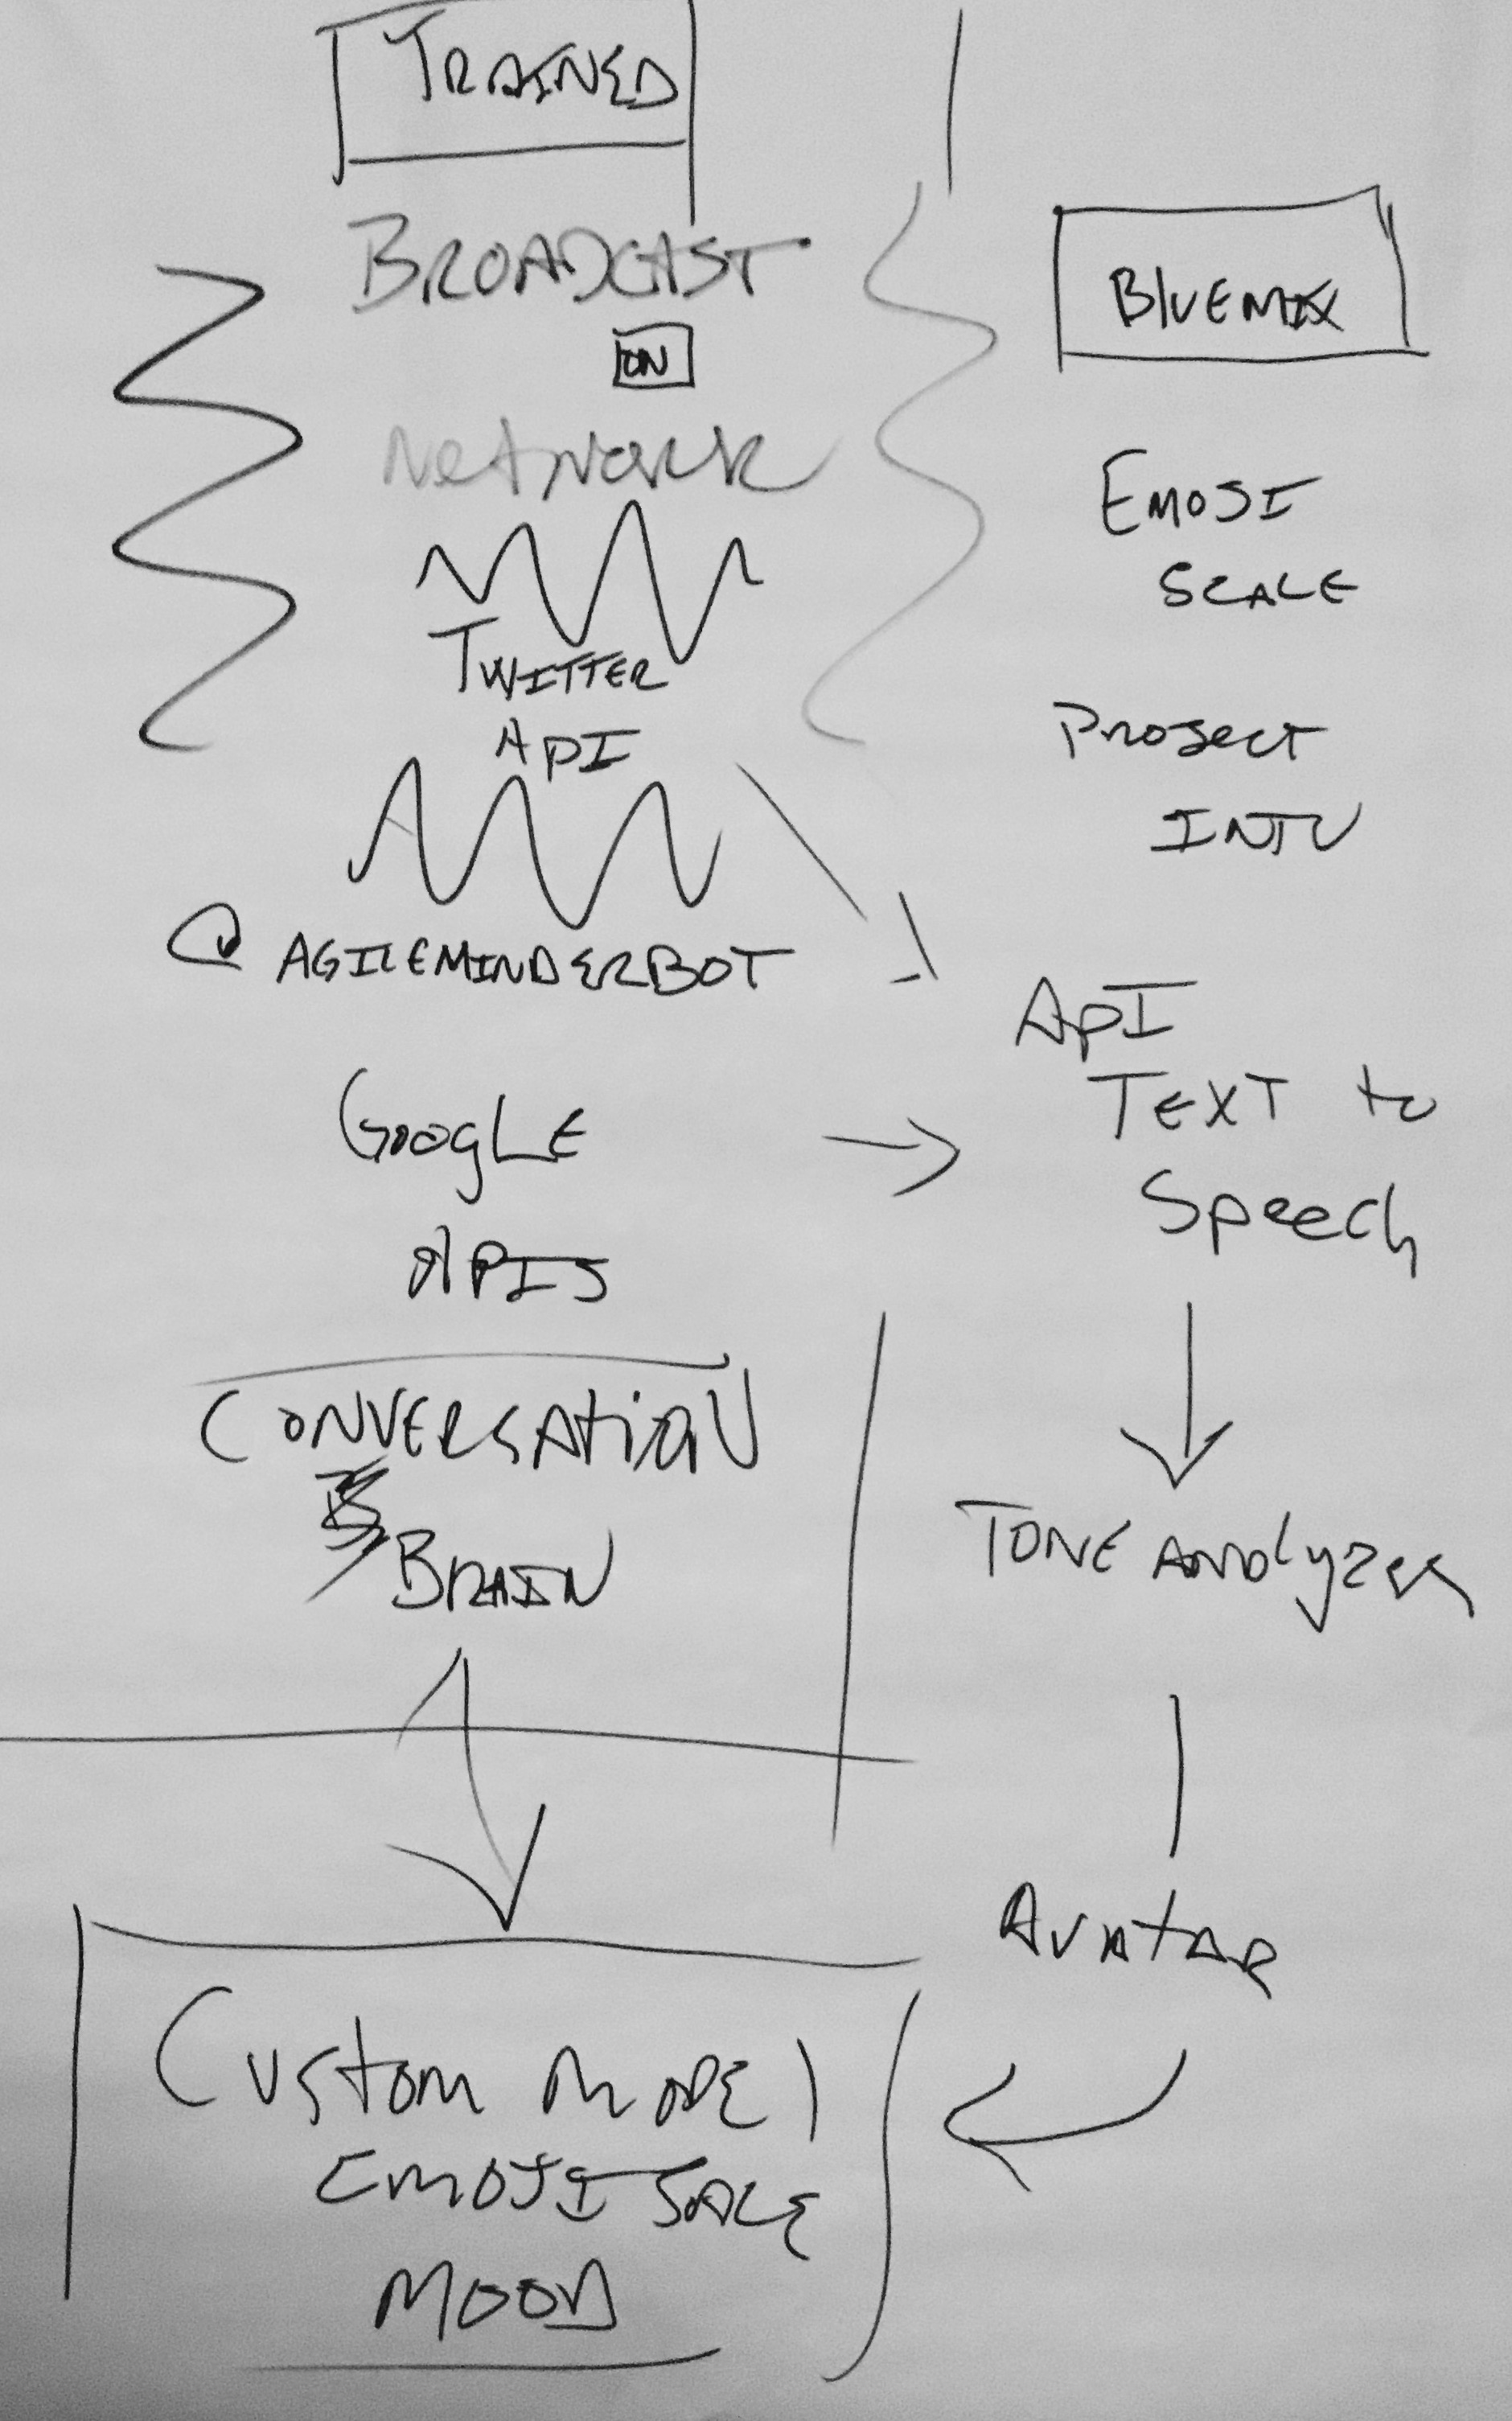 TRAINED
BROADCAST
ON
NetWORK
TWITTER
API
@AGILEMINDERBOT
GOOGLE
APIS
CONVERSATION
BRAIN
BlUEMIX
EMOJI
SCALE
PROJECT
INTU
API
TEXT to
Speech
TONE ANAlyzER
AVATAR
Custom MODEl
EMOJI SCALE
MOOD